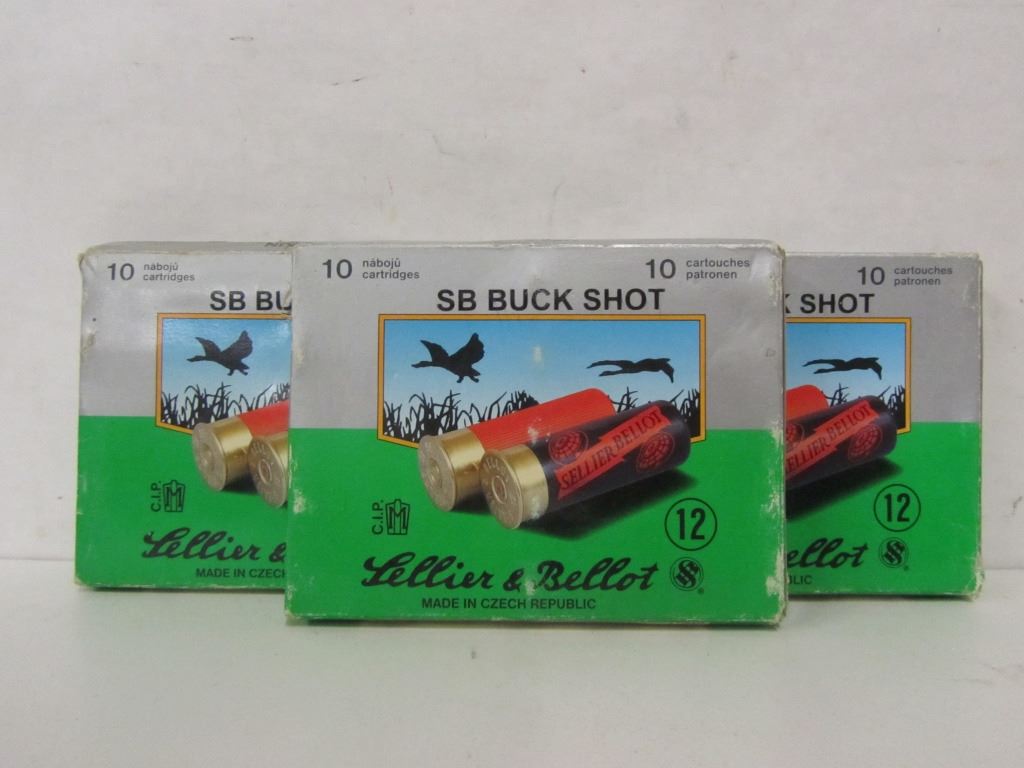 10 nábojů
cartridges
SB BU
C.I.P.
Sellier &
MADE IN CZECH
10 nábojů
cartridges
10 cartouches
patronen
SB BUCK SHOT
SELLIER BELLOT
C.I.P.
12
Sellier & Bellot
®
MADE IN CZECH REPUBLIC
10 cartouches
patronen
K SHOT
SELLIER BELLOT
12
Bellot
®
BLIC